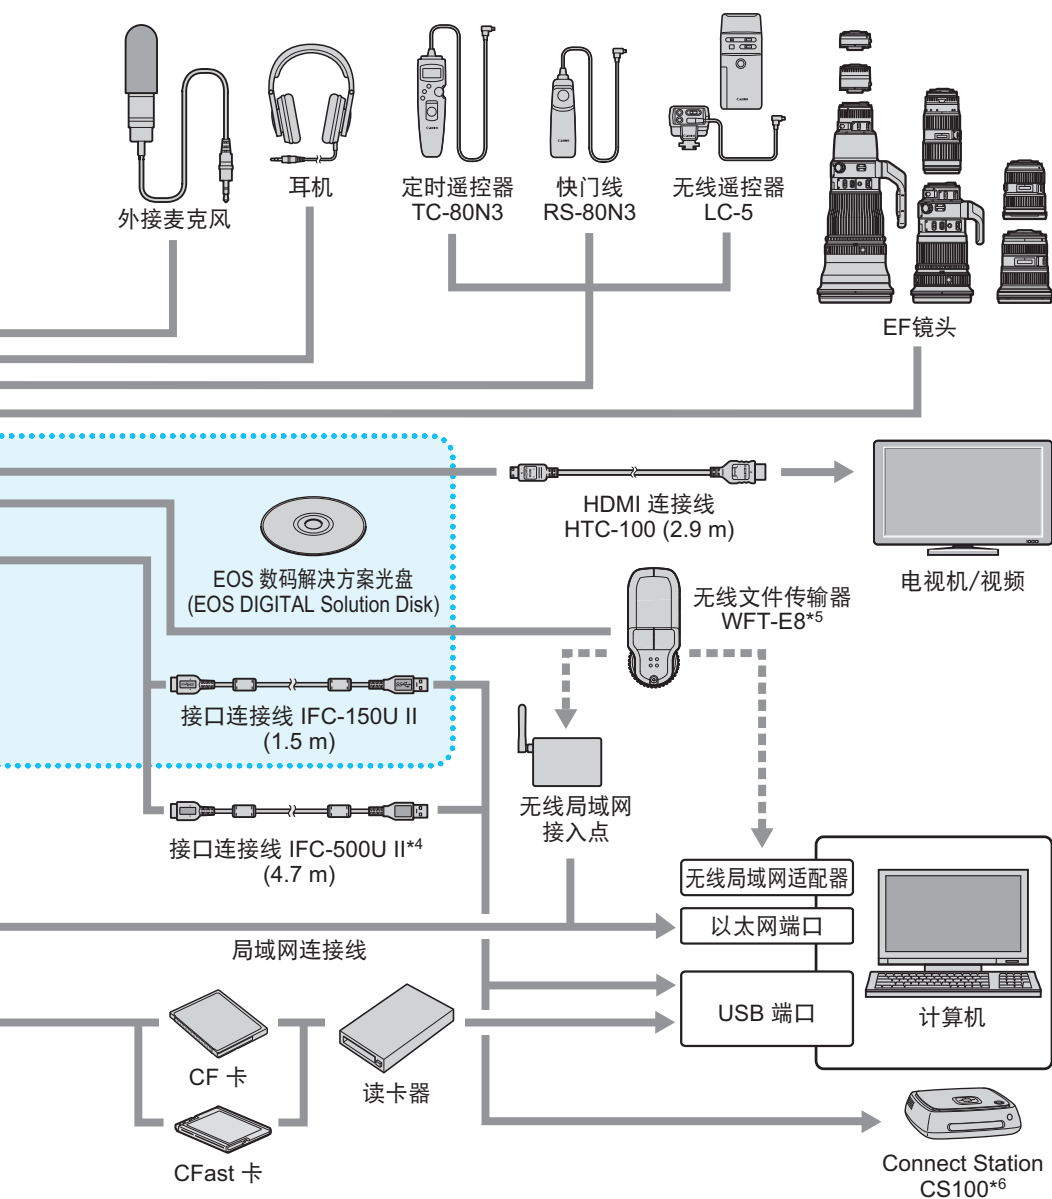 外接麦克风
耳机
定时遥控器
TC-80N3
快门线
RS-80N3
无线遥控器
LC-5
Canon
Canon
Canon
Canon
EF镜头
HDMI 连接线
HTC-100 (2.9 m)
电视机/视频
EOS 数码解决方案光盘
(EOS DIGITAL Solution Disk)
无线文件传输器
WFT-E8*5
接口连接线 IFC-150U II
(1.5 m)
无线局域网
接入点
接口连接线 IFC-500U II*4
(4.7 m)
无线局域网适配器
以太网端口
局域网连接线
USB 端口
计算机
CF 卡
读卡器
CFast 卡
Connect Station
CS100*6